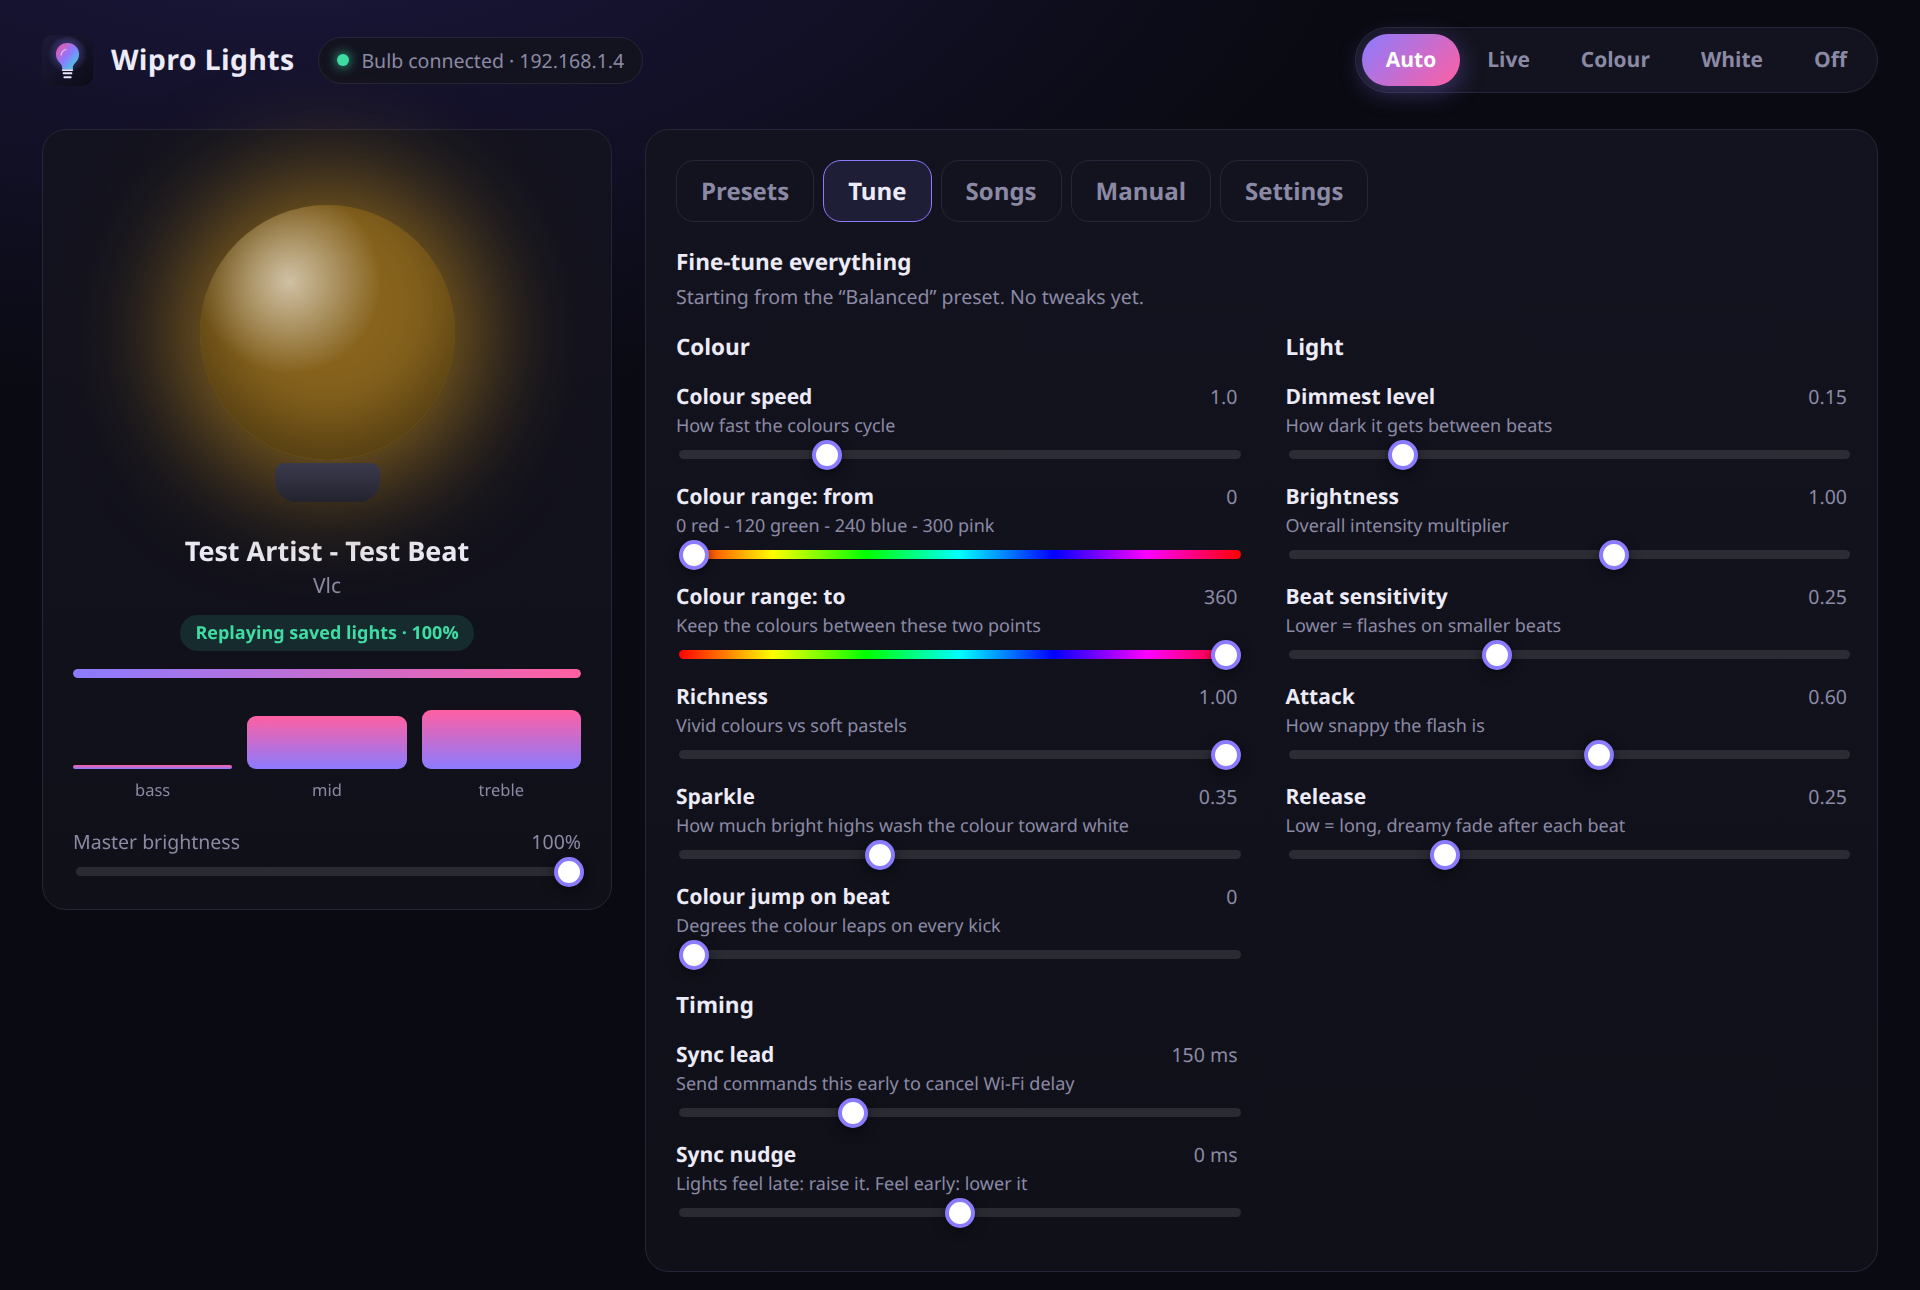 Wipro Lights
Bulb connected · 192.168.1.4
Auto
Live
Colour
White
Off
Test Artist - Test Beat
Vlc
Replaying saved lights · 100%
bass
mid
treble
Master brightness
100%
Presets
Tune
Songs
Manual
Settings
Fine-tune everything
Starting from the “Balanced” preset. No tweaks yet.
Colour
Colour speed
1.0
How fast the colours cycle
Colour range: from
0
0 red - 120 green - 240 blue - 300 pink
Colour range: to
360
Keep the colours between these two points
Richness
1.00
Vivid colours vs soft pastels
Sparkle
0.35
How much bright highs wash the colour toward white
Colour jump on beat
0
Degrees the colour leaps on every kick
Timing
Sync lead
150 ms
Send commands this early to cancel Wi-Fi delay
Sync nudge
0 ms
Lights feel late: raise it. Feel early: lower it
Light
Dimmest level
0.15
How dark it gets between beats
Brightness
1.00
Overall intensity multiplier
Beat sensitivity
0.25
Lower = flashes on smaller beats
Attack
0.60
How snappy the flash is
Release
0.25
Low = long, dreamy fade after each beat